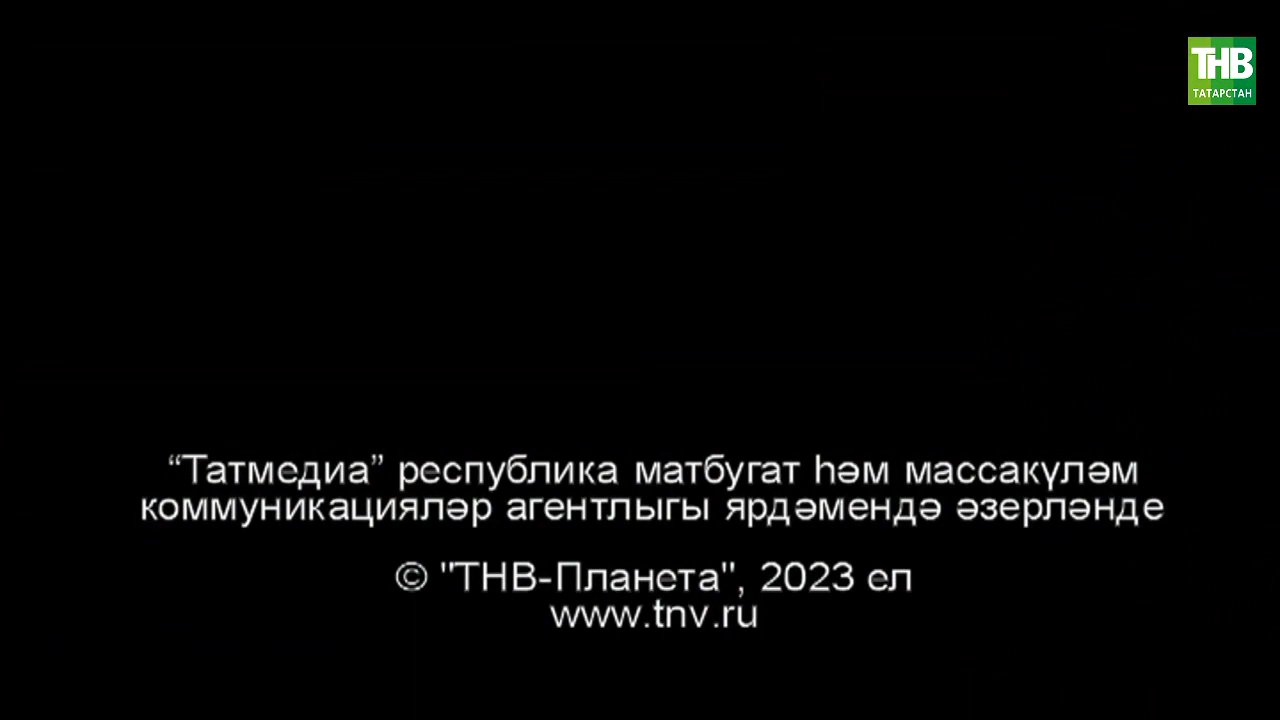 ТНВ
ТАТАРСТАН
“Татмедиа” республика матбугат һәм массакүләм
коммуникацияләр агентлыгы ярдәмендә әзерләнде
© "ТНВ-Планета", 2023 ел
www.tnv.ru